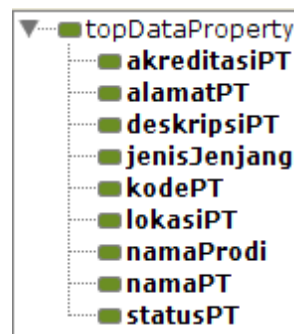 topDataProperty
akreditasiPT
alamatPT
deskripsiPT
jenisJenjang
kodePT
lokasiPT
namaProdi
namaPT
statusPT